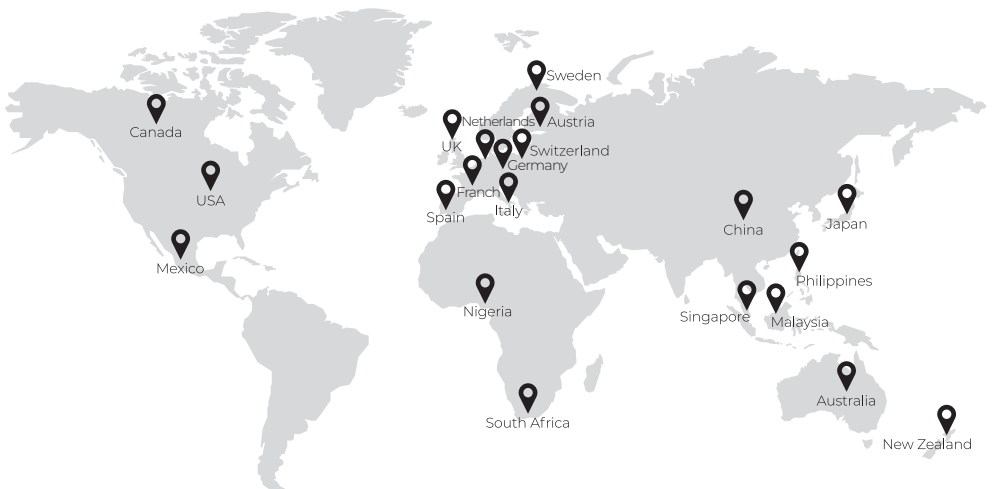 Sweden
Canada
Netherlands
Austria
UK
Switzerland
Germany
USA
Franch
Italy
Spain
China
Japan
Mexico
Philippines
Nigeria
Singapore
Malaysia
Australia
South Africa
New Zealand